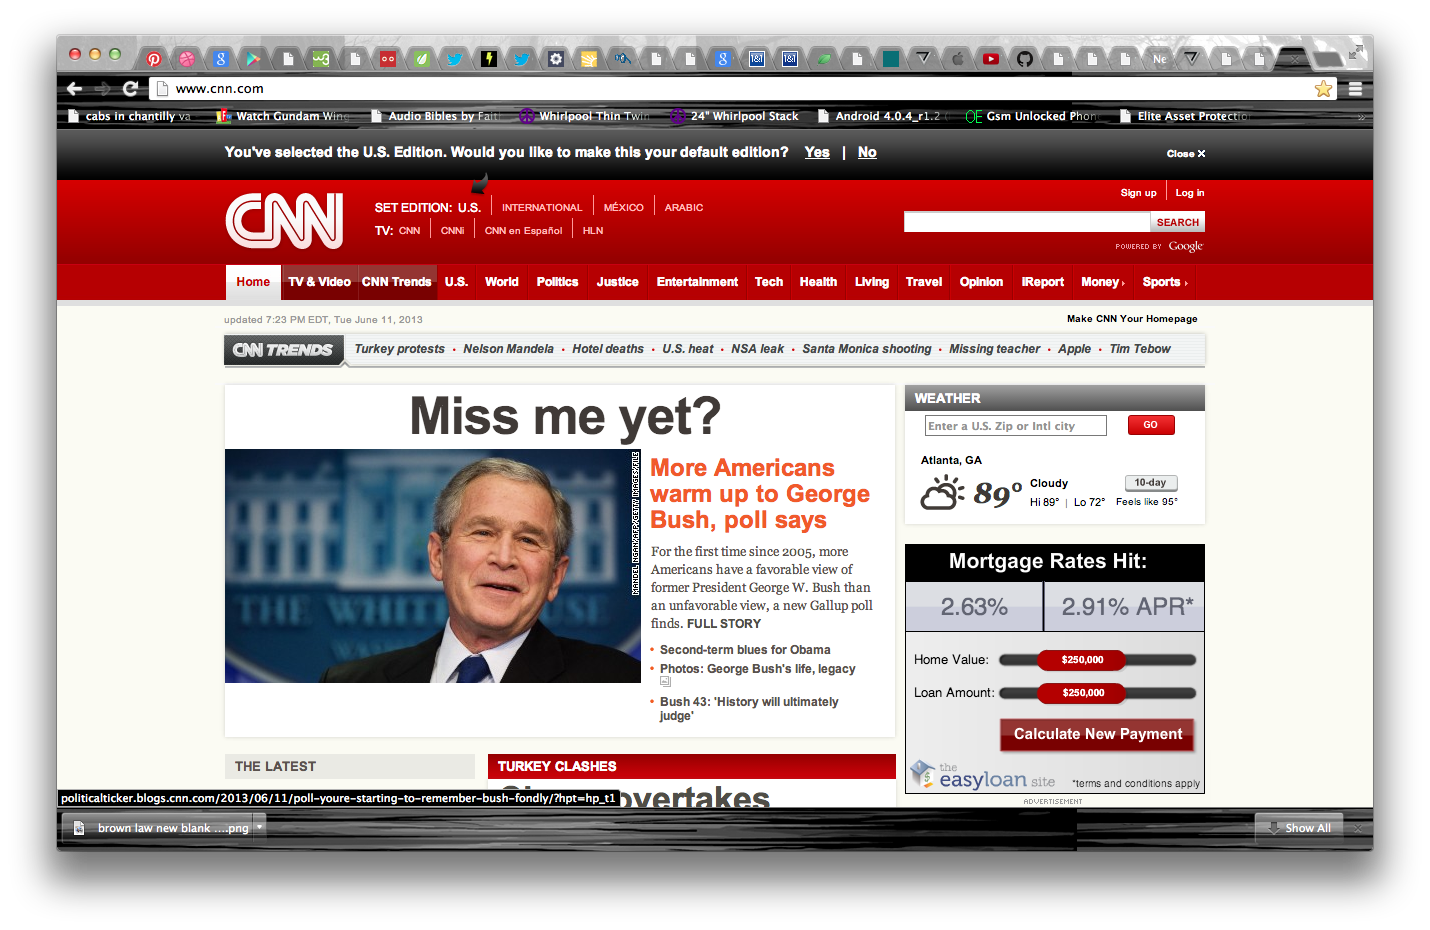 Ne
www.cnn.com
cabs in chantilly va
Watch Gundam Wing
Audio Bibles by Fait
Whirlpool Thin Twin
24" Whirlpool Stack
Android 4.0.4_r1.2
Gsm Unlocked Phon
Elite Asset Protectio
You've selected the U.S. Edition. Would you like to make this your default edition? Yes | No
Close X
CNN
SET EDITION: U.S. | INTERNATIONAL | MÉXICO | ARABIC
TV: CNN | CNNi | CNN en Español | HLN
Sign up | Log in
SEARCH
POWERED BY Google
Home TV & Video CNN Trends U.S. World Politics Justice Entertainment Tech Health Living Travel Opinion iReport Money Sports
updated 7:23 PM EDT, Tue June 11, 2013
Make CNN Your Homepage
CNN TRENDS Turkey protests • Nelson Mandela • Hotel deaths • U.S. heat • NSA leak • Santa Monica shooting • Missing teacher • Apple • Tim Tebow
Miss me yet?
MANDEL NGAN/AFP/GETTY IMAGES/FILE
More Americans
warm up to George
Bush, poll says
For the first time since 2005, more
Americans have a favorable view of
former President George W. Bush than
an unfavorable view, a new Gallup poll
finds. FULL STORY
• Second-term blues for Obama
• Photos: George Bush's life, legacy
• Bush 43: 'History will ultimately
judge'
THE WHITE HOUSE
WEATHER
Enter a U.S. Zip or Intl city
GO
Atlanta, GA
89° Cloudy
Hi 89° | Lo 72°
10-day
Feels like 95°
Mortgage Rates Hit:
2.63% 2.91% APR*
Home Value: $250,000
Loan Amount: $250,000
Calculate New Payment
the
easyloan site
*terms and conditions apply
ADVERTISEMENT
THE LATEST
TURKEY CLASHES
overtakes
politicalticker.blogs.cnn.com/2013/06/11/poll-youre-starting-to-remember-bush-fondly/?hpt=hp_t1
brown law new blank ....png
Show All